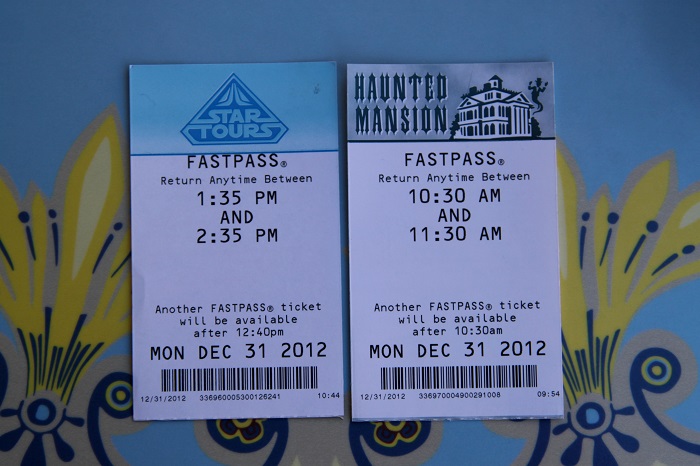 STAR
TOURS
FASTPASS®
Return Anytime Between
1:35 PM
AND
2:35 PM
Another FASTPASS® ticket
will be available
after 12:40pm
MON DEC 31 2012
12/31/2012 336960005300126241 10:44
HAUNTED
MANSION
FASTPASS®
Return Anytime Between
10:30 AM
AND
11:30 AM
Another FASTPASS® ticket
will be available
after 10:30am
MON DEC 31 2012
12/31/2012 336970004900291008 09:54